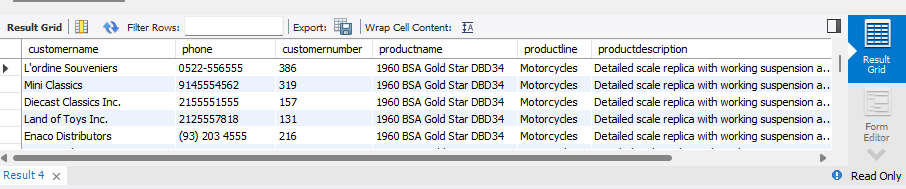 Result Grid Filter Rows: Export: Wrap Cell Content:
customername phone customernumber productname productline productdescription
L'ordine Souveniers 0522-556555 386 1960 BSA Gold Star DBD34 Motorcycles Detailed scale replica with working suspension a...
Mini Classics 9145554562 319 1960 BSA Gold Star DBD34 Motorcycles Detailed scale replica with working suspension a...
Diecast Classics Inc. 2155551555 157 1960 BSA Gold Star DBD34 Motorcycles Detailed scale replica with working suspension a...
Land of Toys Inc. 2125557818 131 1960 BSA Gold Star DBD34 Motorcycles Detailed scale replica with working suspension a...
Enaco Distributors (93) 203 4555 216 1960 BSA Gold Star DBD34 Motorcycles Detailed scale replica with working suspension a...
Result
Grid
Form
Editor
Result 4 Read Only